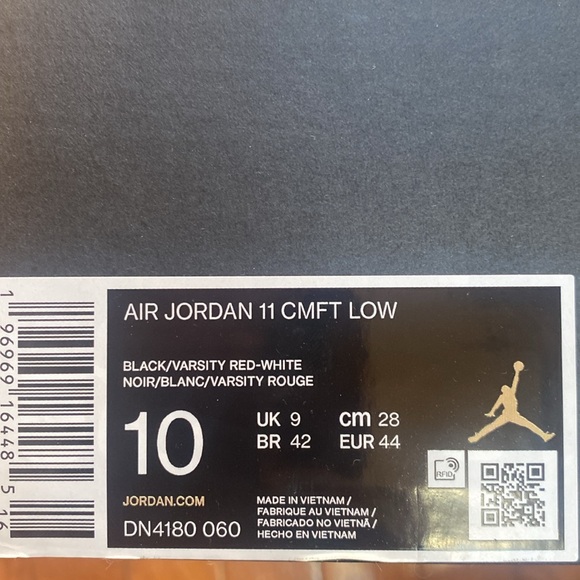 AIR JORDAN 11 CMFT LOW
BLACK/VARSITY RED-WHITE
NOIR/BLANC/VARSITY ROUGE
10
UK 9 cm 28
BR 42 EUR 44
RFID
JORDAN.COM
DN4180 060
MADE IN VIETNAM /
FABRIQUE AU VIETNAM /
FABRICADO NO VIETNÃ /
HECHO EN VIETNAM
1 96969 16448 5 16